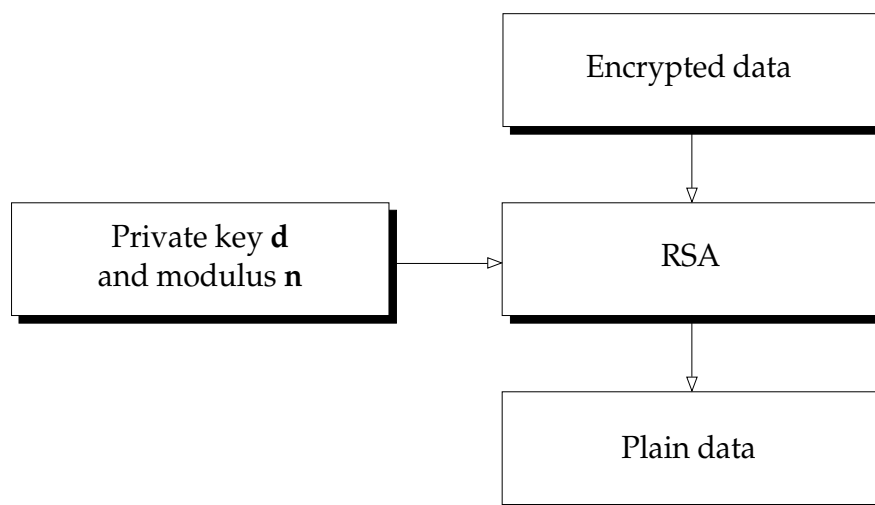 Encrypted data
Private key d
and modulus n
RSA
Plain data